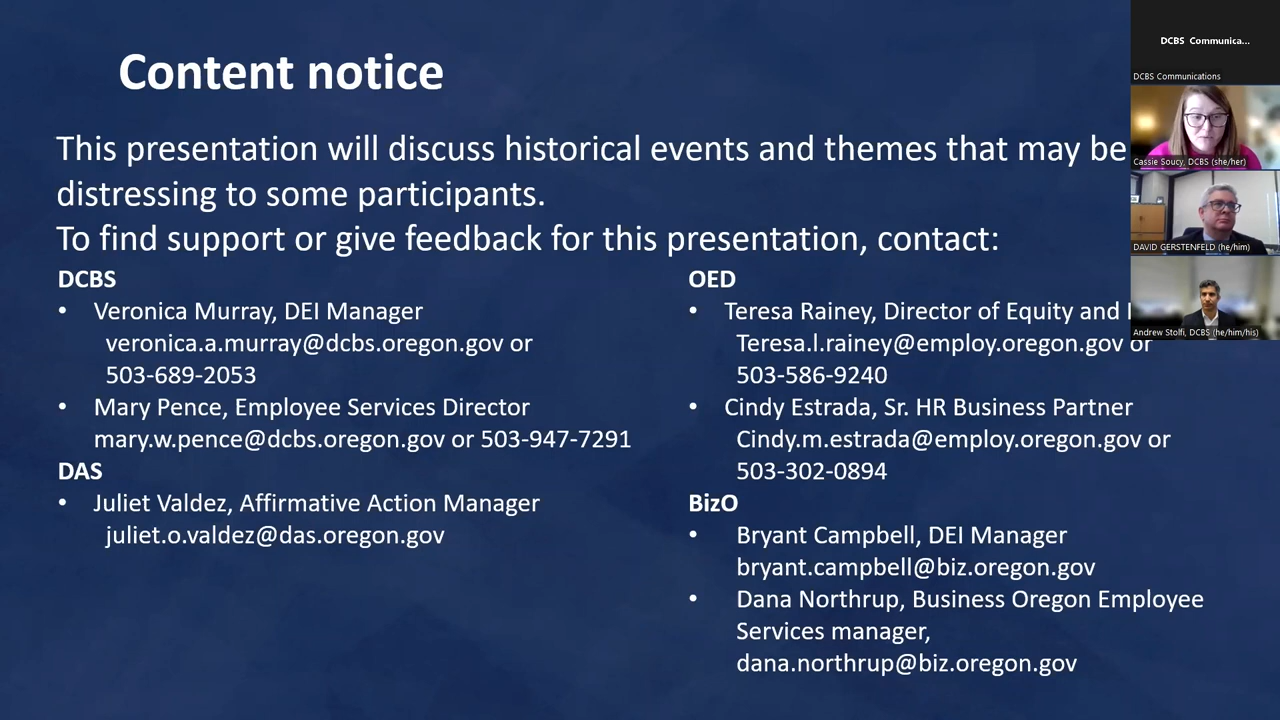 Content notice
This presentation will discuss historical events and themes that may be
distressing to some participants.
To find support or give feedback for this presentation, contact:
DCBS
• Veronica Murray, DEI Manager
veronica.a.murray@dcbs.oregon.gov or
503-689-2053
• Mary Pence, Employee Services Director
mary.w.pence@dcbs.oregon.gov or 503-947-7291
DAS
• Juliet Valdez, Affirmative Action Manager
juliet.o.valdez@das.oregon.gov
OED
• Teresa Rainey, Director of Equity and
Teresa.l.rainey@employ.oregon.gov or
503-586-9240
• Cindy Estrada, Sr. HR Business Partner
Cindy.m.estrada@employ.oregon.gov or
503-302-0894
BizO
• Bryant Campbell, DEI Manager
bryant.campbell@biz.oregon.gov
• Dana Northrup, Business Oregon Employee
Services manager,
dana.northrup@biz.oregon.gov
DCBS Communica...
DCBS Communications
Cassie Soucy, DCBS (she/her)
DAVID GERSTENFELD (he/him)
Andrew Stolfi, DCBS (he/him/his)